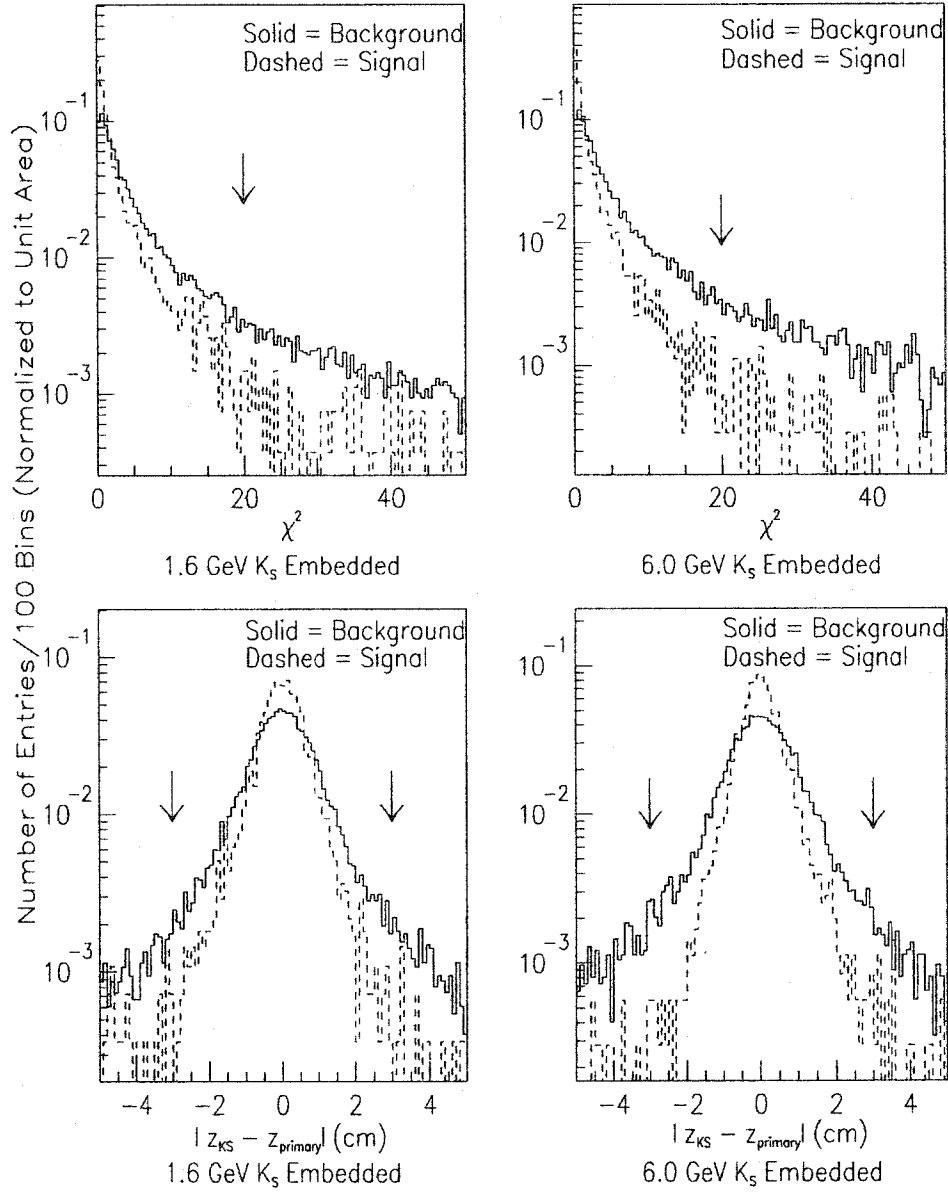 Number of Entries/100 Bins (Normalized to Unit Area)
Solid = Background
Dashed = Signal
10⁻¹
10⁻²
10⁻³
0 20 40
χ²
1.6 GeV Kₛ Embedded
Solid = Background
Dashed = Signal
10⁻¹
10⁻²
10⁻³
0 20 40
χ²
6.0 GeV Kₛ Embedded
Solid = Background
Dashed = Signal
10⁻¹
10⁻²
10⁻³
−4 −2 0 2 4
| z_KS − z_primary| (cm)
1.6 GeV Kₛ Embedded
Solid = Background
Dashed = Signal
10⁻¹
10⁻²
10⁻³
−4 −2 0 2 4
| z_KS − z_primary| (cm)
6.0 GeV Kₛ Embedded